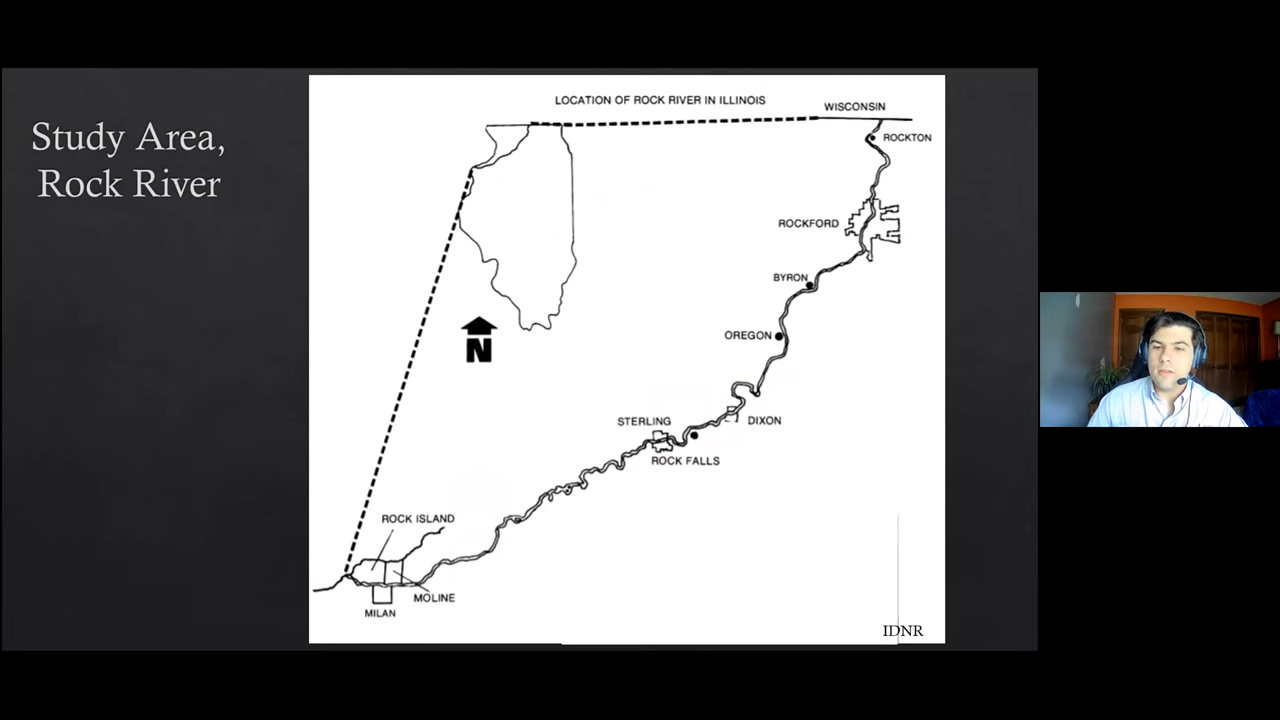 Study Area,
Rock River
LOCATION OF ROCK RIVER IN ILLINOIS
WISCONSIN
ROCKTON
ROCKFORD
BYRON
OREGON
N
STERLING
DIXON
ROCK FALLS
ROCK ISLAND
MOLINE
MILAN
IDNR